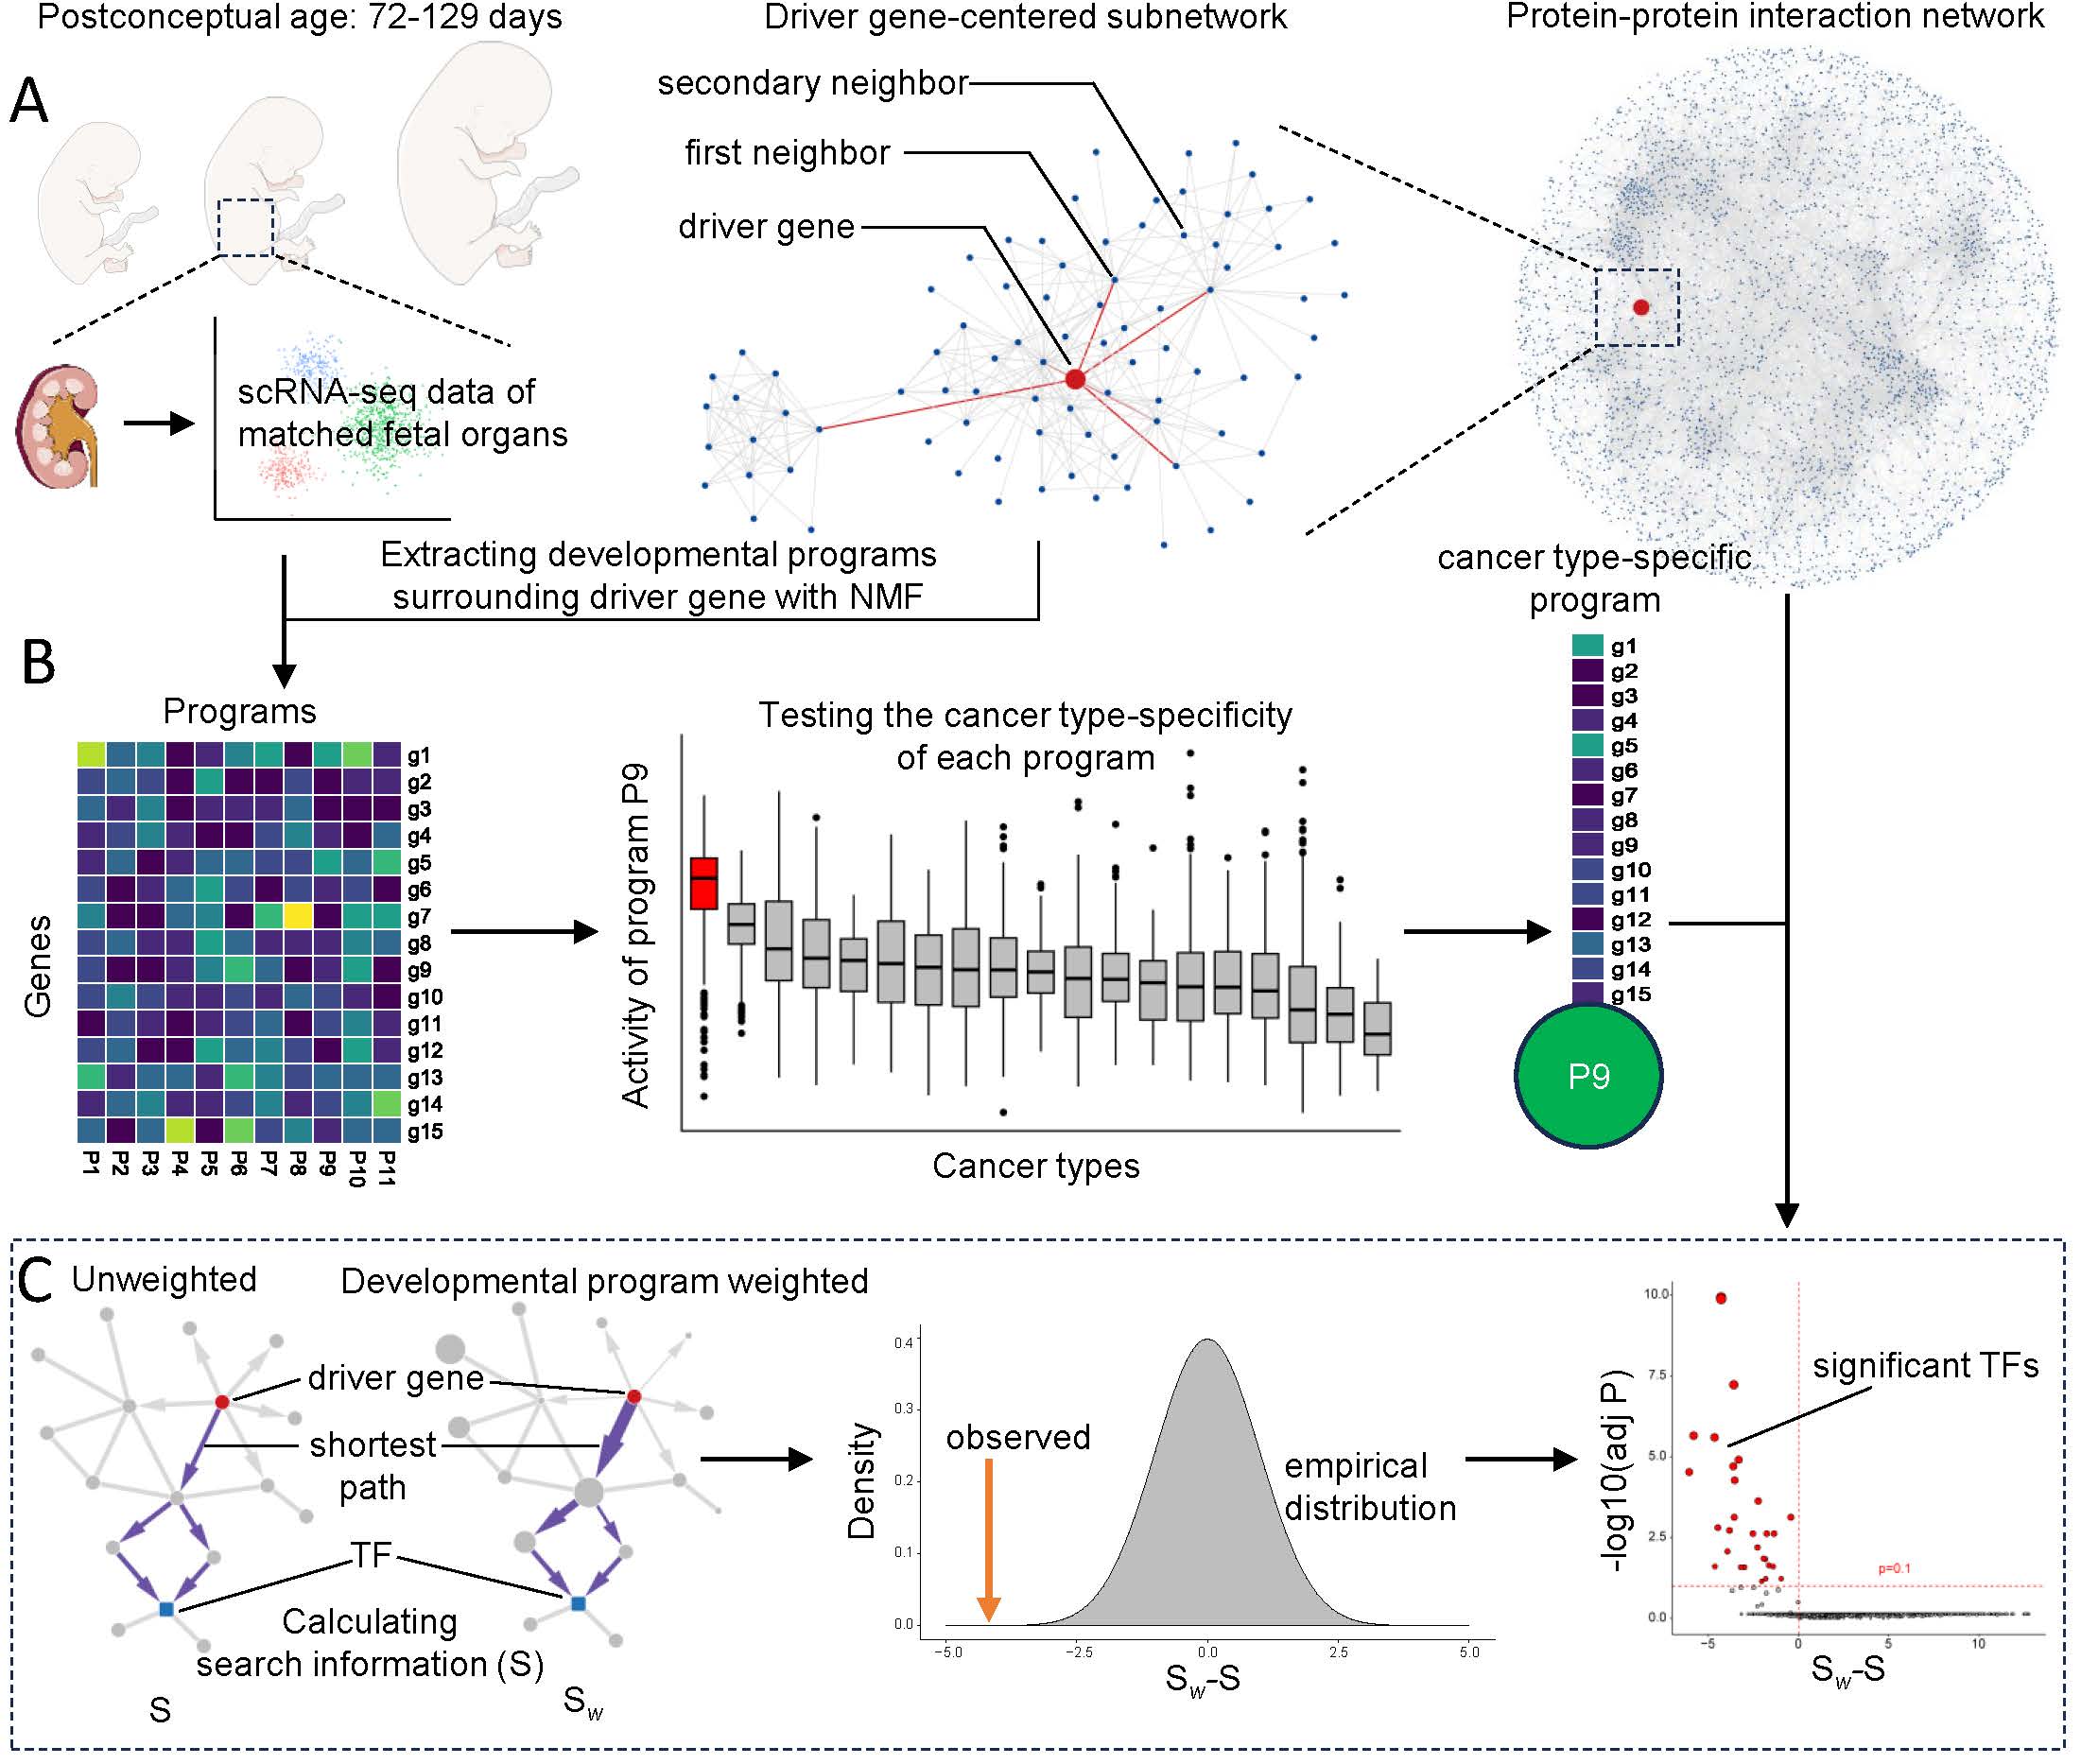 Postconceptual age: 72-129 days
Driver gene-centered subnetwork
Protein-protein interaction network
A
secondary neighbor
first neighbor
driver gene
scRNA-seq data of
matched fetal organs
Extracting developmental programs
surrounding driver gene with NMF
cancer type-specific
program
B
Programs
Genes
g1
g2
g3
g4
g5
g6
g7
g8
g9
g10
g11
g12
g13
g14
g15
P1
P2
P3
P4
P5
P6
P7
P8
P9
P10
P11
Testing the cancer type-specificity
of each program
Activity of program P9
Cancer types
g1
g2
g3
g4
g5
g6
g7
g8
g9
g10
g11
g12
g13
g14
g15
P9
C
Unweighted
Developmental program weighted
driver gene
shortest
path
TF
Calculating
search information (S)
S
Sw
Density
0.4
0.3
0.2
0.1
0.0
observed
empirical
distribution
−5.0
−2.5
0.0
2.5
5.0
Sw-S
-log10(adj P)
10.0
7.5
5.0
2.5
0.0
significant TFs
p=0.1
−5
0
5
10
Sw-S